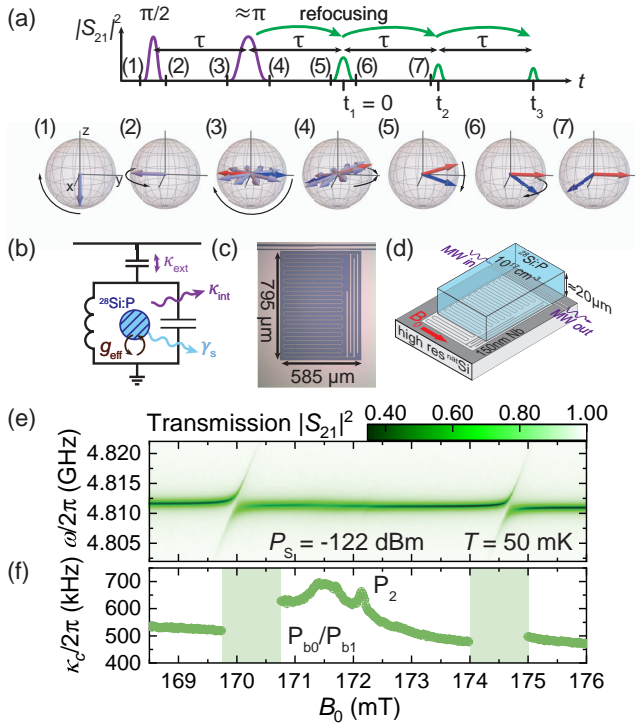 (a)
|S₂₁|²
π/2
≈π
refocusing
τ τ τ
(1) (2) (3) (4) (5) (6) (7)
t
t₁ = 0 t₂ t₃
(1) (2) (3) (4) (5) (6) (7)
z
x y
(b)
κext
κint
²⁸Si:P
geff
γs
(c)
795 μm
585 μm
(d)
MW in
²⁸Si:P
10¹⁷cm⁻³
≈20μm
MW out
B₀
150nm Nb
high res ⁿᵃᵗSi
(e)
Transmission |S₂₁|²
0.40 0.60 0.80 1.00
ω/2π (GHz)
4.820
4.815
4.810
4.805
PS = -122 dBm T = 50 mK
(f)
κc/2π (kHz)
700
600
500
400
P₂
Pb0/Pb1
169 170 171 172 173 174 175 176
B₀ (mT)